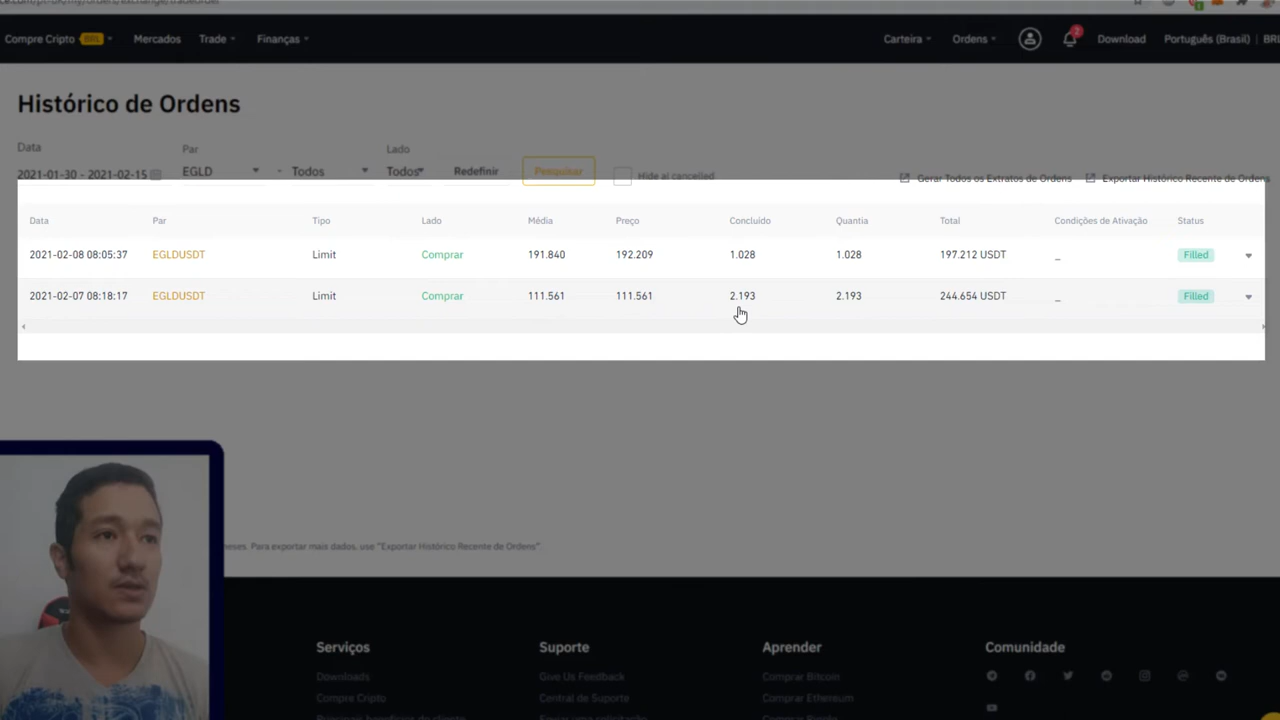 Compre Cripto BRL Mercados Trade Finanças Carteira Ordens 2 Download Português (Brasil) | BRL
Histórico de Ordens
Data Par Lado
2021-01-30 - 2021-02-15 EGLD - Todos Todos Redefinir Pesquisar Hide al cancelled Gerar Todos os Extratos de Ordens Exportar Histórico Recente de Ordens
Data Par Tipo Lado Média Preço Concluído Quantia Total Condições de Ativação Status
2021-02-08 08:05:37 EGLDUSDT Limit Comprar 191.840 192.209 1.028 1.028 197.212 USDT _ Filled
2021-02-07 08:18:17 EGLDUSDT Limit Comprar 111.561 111.561 2.193 2.193 244.654 USDT _ Filled
meses. Para exportar mais dados, use "Exportar Histórico Recente de Ordens".
Serviços Suporte Aprender Comunidade
Downloads Give Us Feedback Comprar Bitcoin
Compre Cripto Central de Suporte Comprar Ethereum